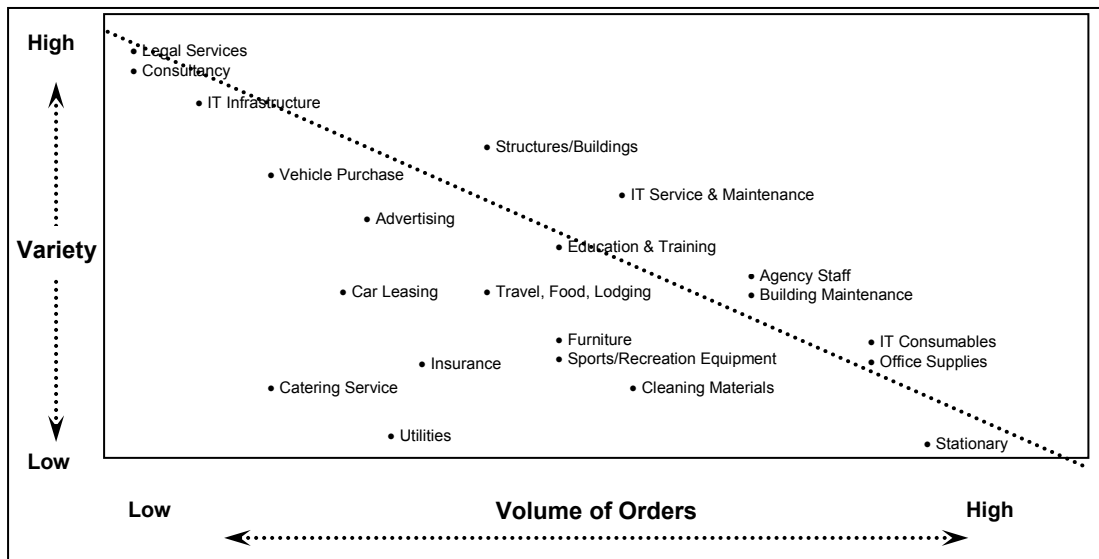 High
Legal Services
Consultancy
IT Infrastructure
Structures/Buildings
Vehicle Purchase
IT Service & Maintenance
Advertising
Variety
Education & Training
Agency Staff
Car Leasing
Travel, Food, Lodging
Building Maintenance
Furniture
IT Consumables
Sports/Recreation Equipment
Office Supplies
Insurance
Catering Service
Cleaning Materials
Utilities
Stationary
Low
Low
Volume of Orders
High